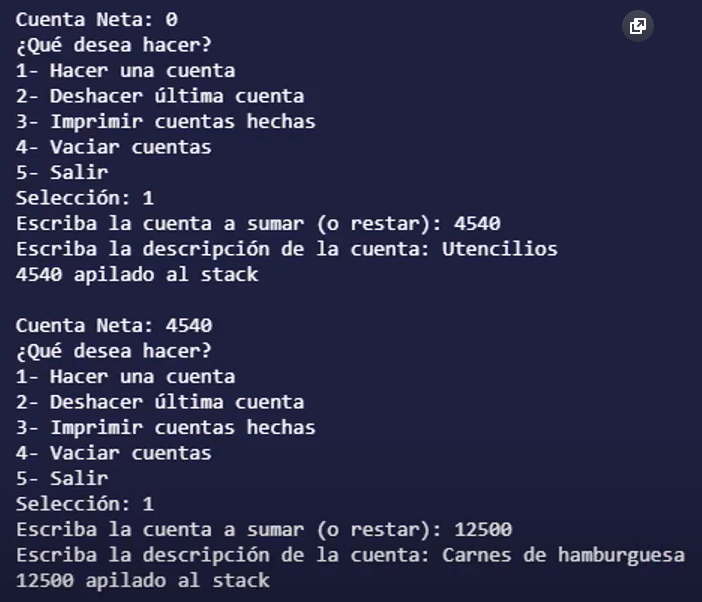 Cuenta Neta: 0
¿Qué desea hacer?
1- Hacer una cuenta
2- Deshacer última cuenta
3- Imprimir cuentas hechas
4- Vaciar cuentas
5- Salir
Selección: 1
Escriba la cuenta a sumar (o restar): 4540
Escriba la descripción de la cuenta: Utencilios
4540 apilado al stack

Cuenta Neta: 4540
¿Qué desea hacer?
1- Hacer una cuenta
2- Deshacer última cuenta
3- Imprimir cuentas hechas
4- Vaciar cuentas
5- Salir
Selección: 1
Escriba la cuenta a sumar (o restar): 12500
Escriba la descripción de la cuenta: Carnes de hamburguesa
12500 apilado al stack